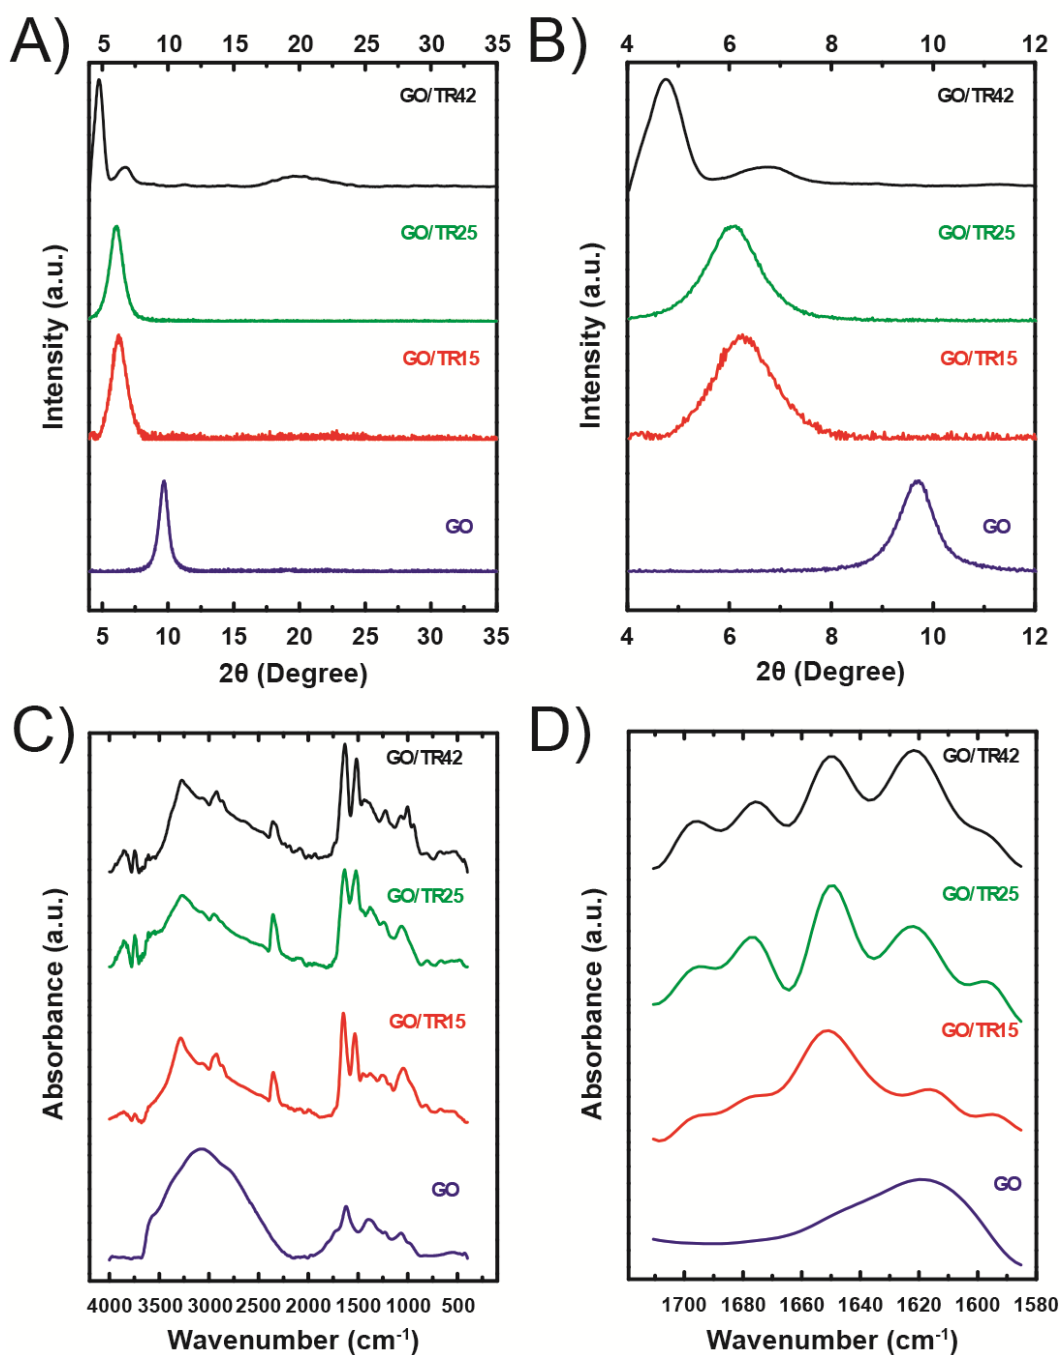 A)
5 10 15 20 25 30 35
GO/TR42
GO/TR25
GO/TR15
GO
Intensity (a.u.)
5 10 15 20 25 30 35
2θ (Degree)
B)
4 6 8 10 12
GO/TR42
GO/TR25
GO/TR15
GO
Intensity (a.u.)
4 6 8 10 12
2θ (Degree)
C)
GO/TR42
GO/TR25
GO/TR15
GO
Absorbance (a.u.)
4000 3500 3000 2500 2000 1500 1000 500
Wavenumber (cm⁻¹)
D)
GO/TR42
GO/TR25
GO/TR15
GO
Absorbance (a.u.)
1700 1680 1660 1640 1620 1600 1580
Wavenumber (cm⁻¹)